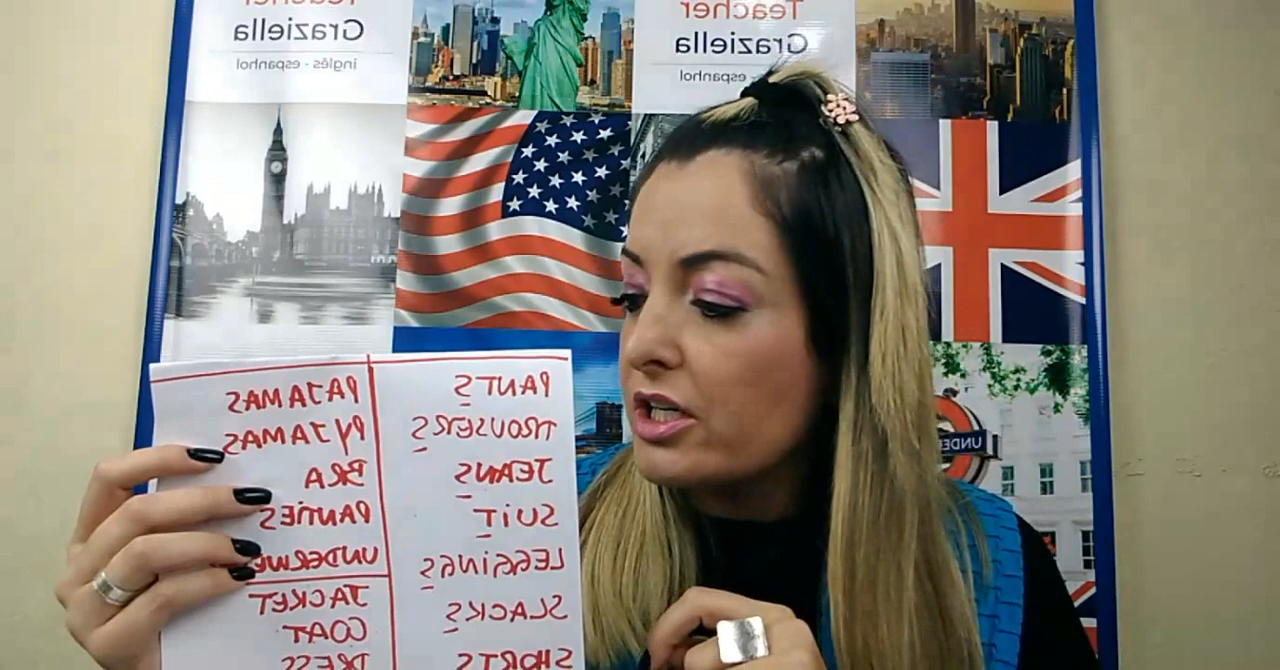 Teacher
Graziella
inglês - espanhol
Teacher
Graziella
espanhol
PANTS
TROUSERS
JEANS
SUIT
LEGGINGS
SLACKS
SHORTS
PAJAMAS
PYJAMAS
BRA
PANTIES
JACKET
COAT
DRESS